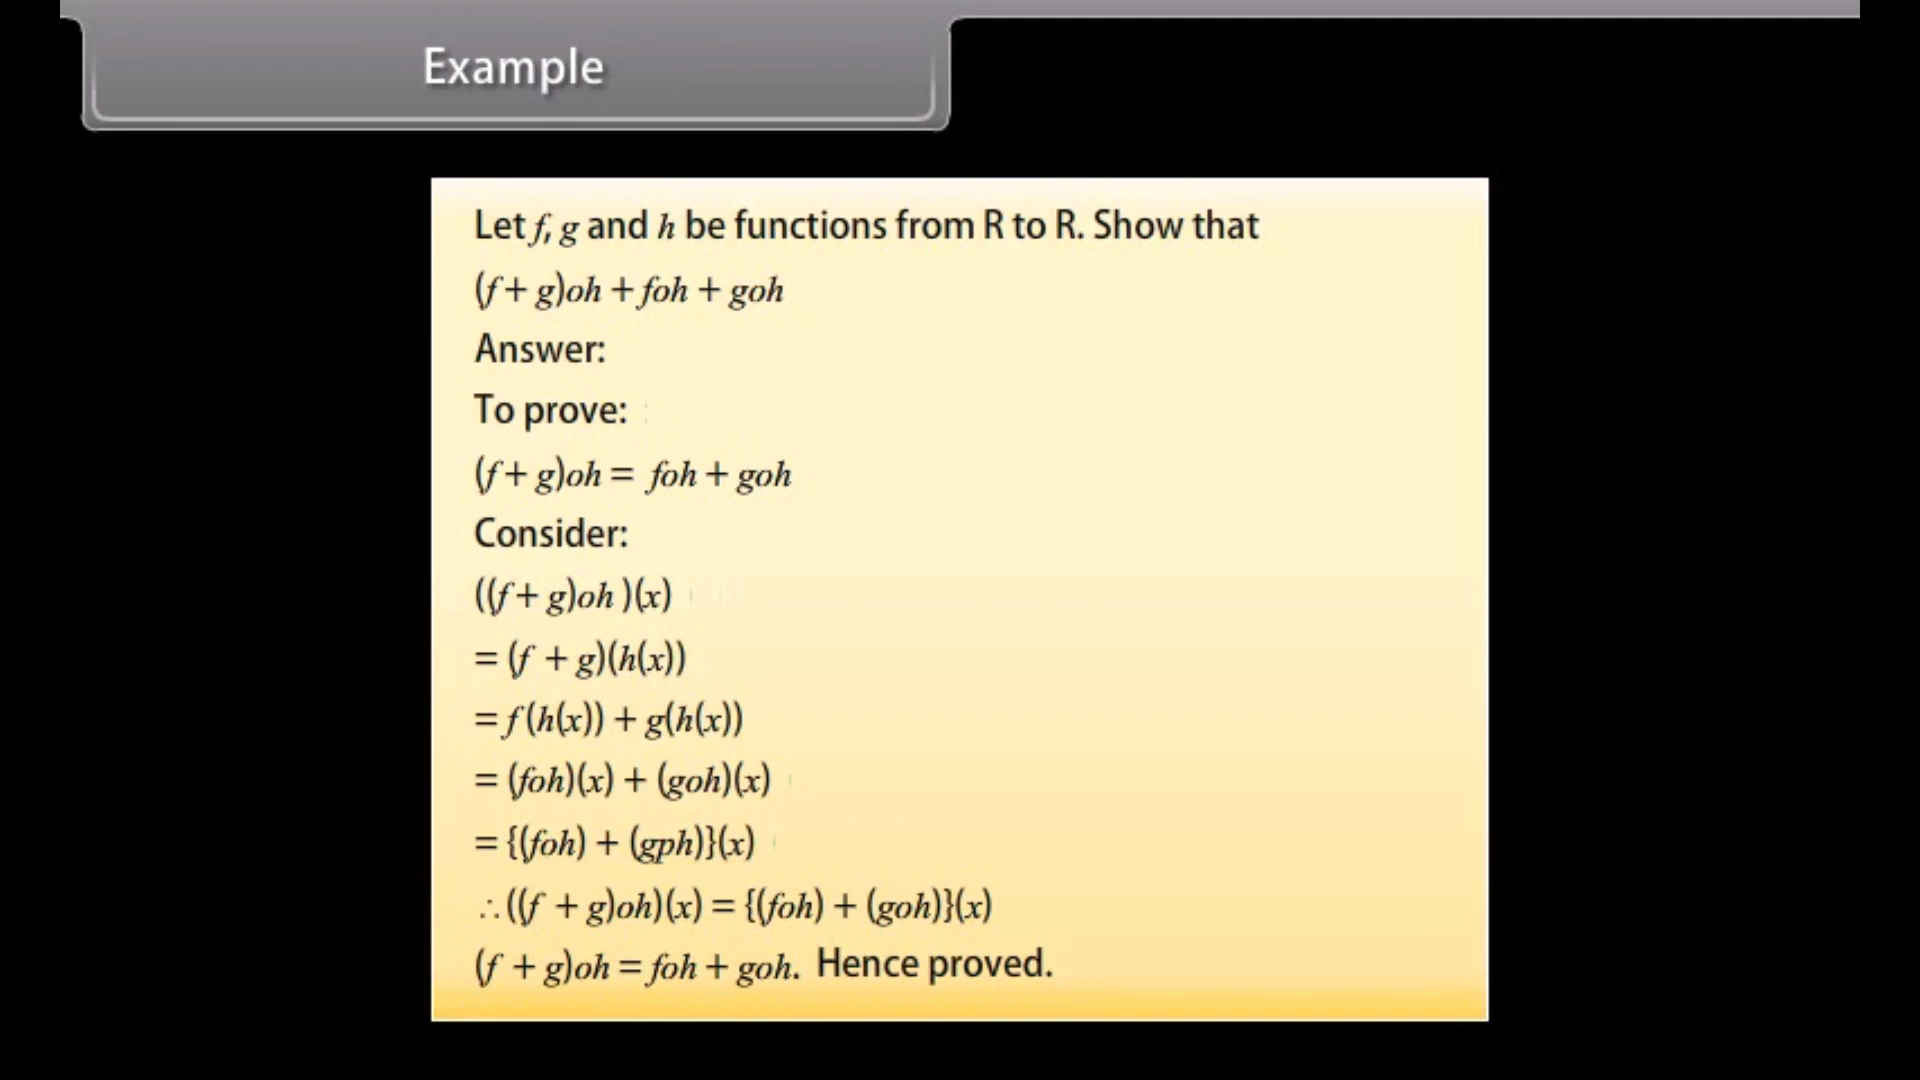 Example
Let f, g and h be functions from R to R. Show that
(f + g)oh + foh + goh
Answer:
To prove:
(f + g)oh = foh + goh
Consider:
((f + g)oh )(x)
= (f + g)(h(x))
= f(h(x)) + g(h(x))
= (foh)(x) + (goh)(x)
= {(foh) + (gph)}(x)
∴ ((f + g)oh)(x) = {(foh) + (goh)}(x)
(f + g)oh = foh + goh. Hence proved.